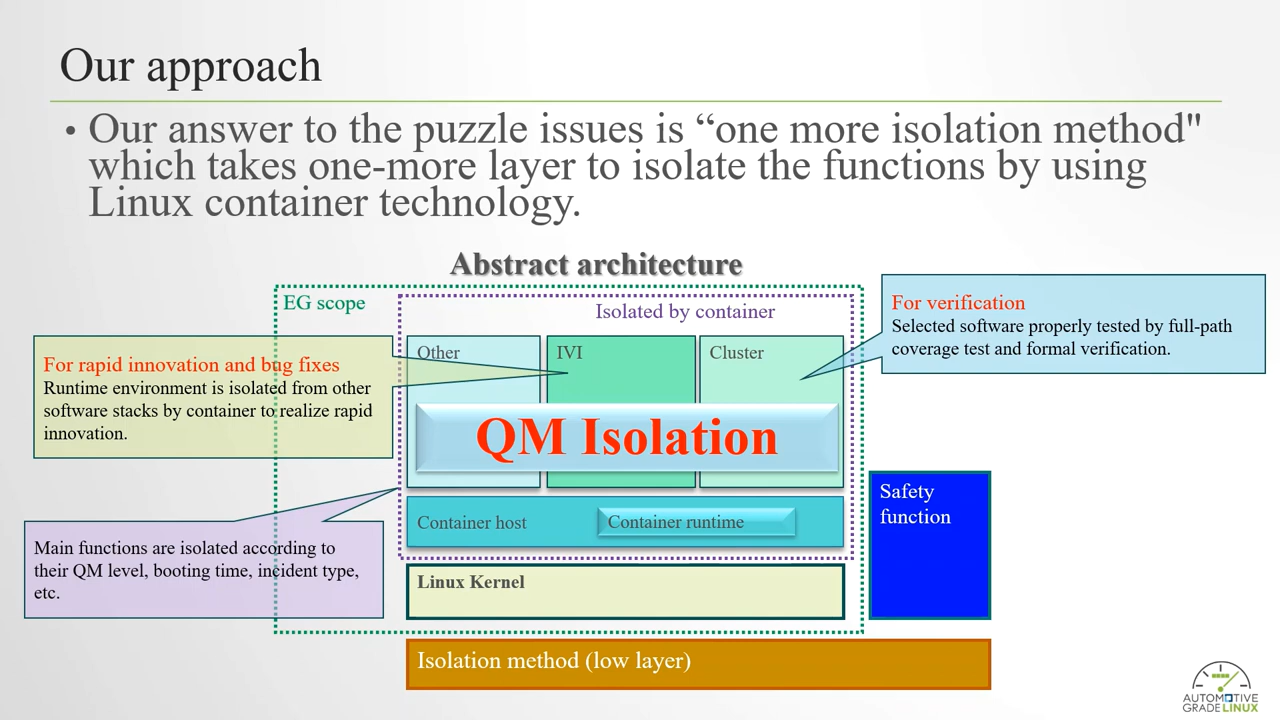 Our approach
• Our answer to the puzzle issues is “one more isolation method"
which takes one-more layer to isolate the functions by using
Linux container technology.
Abstract architecture
EG scope
Isolated by container
For verification
Selected software properly tested by full-path
coverage test and formal verification.
For rapid innovation and bug fixes
Runtime environment is isolated from other
software stacks by container to realize rapid
innovation.
Other
IVI
Cluster
QM Isolation
Safety
function
Container host
Container runtime
Main functions are isolated according to
their QM level, booting time, incident type,
etc.
Linux Kernel
Isolation method (low layer)
AUTOMOTIVE
GRADELINUX